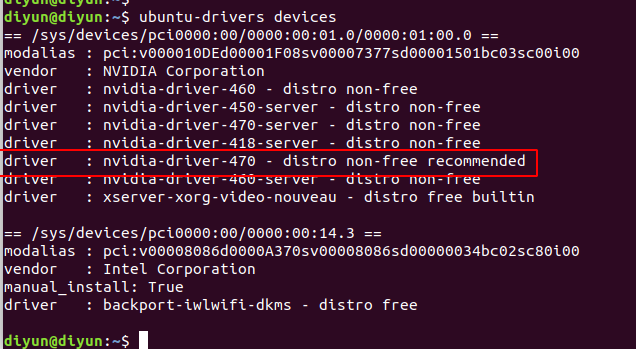 diyun@diyun:~$ ubuntu-drivers devices
== /sys/devices/pci0000:00/0000:00:01.0/0000:01:00.0 ==
modalias : pci:v000010DEd00001F08sv00007377sd00001501bc03sc00i00
vendor   : NVIDIA Corporation
driver   : nvidia-driver-460 - distro non-free
driver   : nvidia-driver-450-server - distro non-free
driver   : nvidia-driver-470-server - distro non-free
driver   : nvidia-driver-418-server - distro non-free
driver   : nvidia-driver-470 - distro non-free recommended
driver   : nvidia-driver-460-server - distro non-free
driver   : xserver-xorg-video-nouveau - distro free builtin
== /sys/devices/pci0000:00/0000:00:14.3 ==
modalias : pci:v00008086d0000A370sv00008086sd00000034bc02sc80i00
vendor   : Intel Corporation
manual_install: True
driver   : backport-iwlwifi-dkms - distro free
diyun@diyun:~$